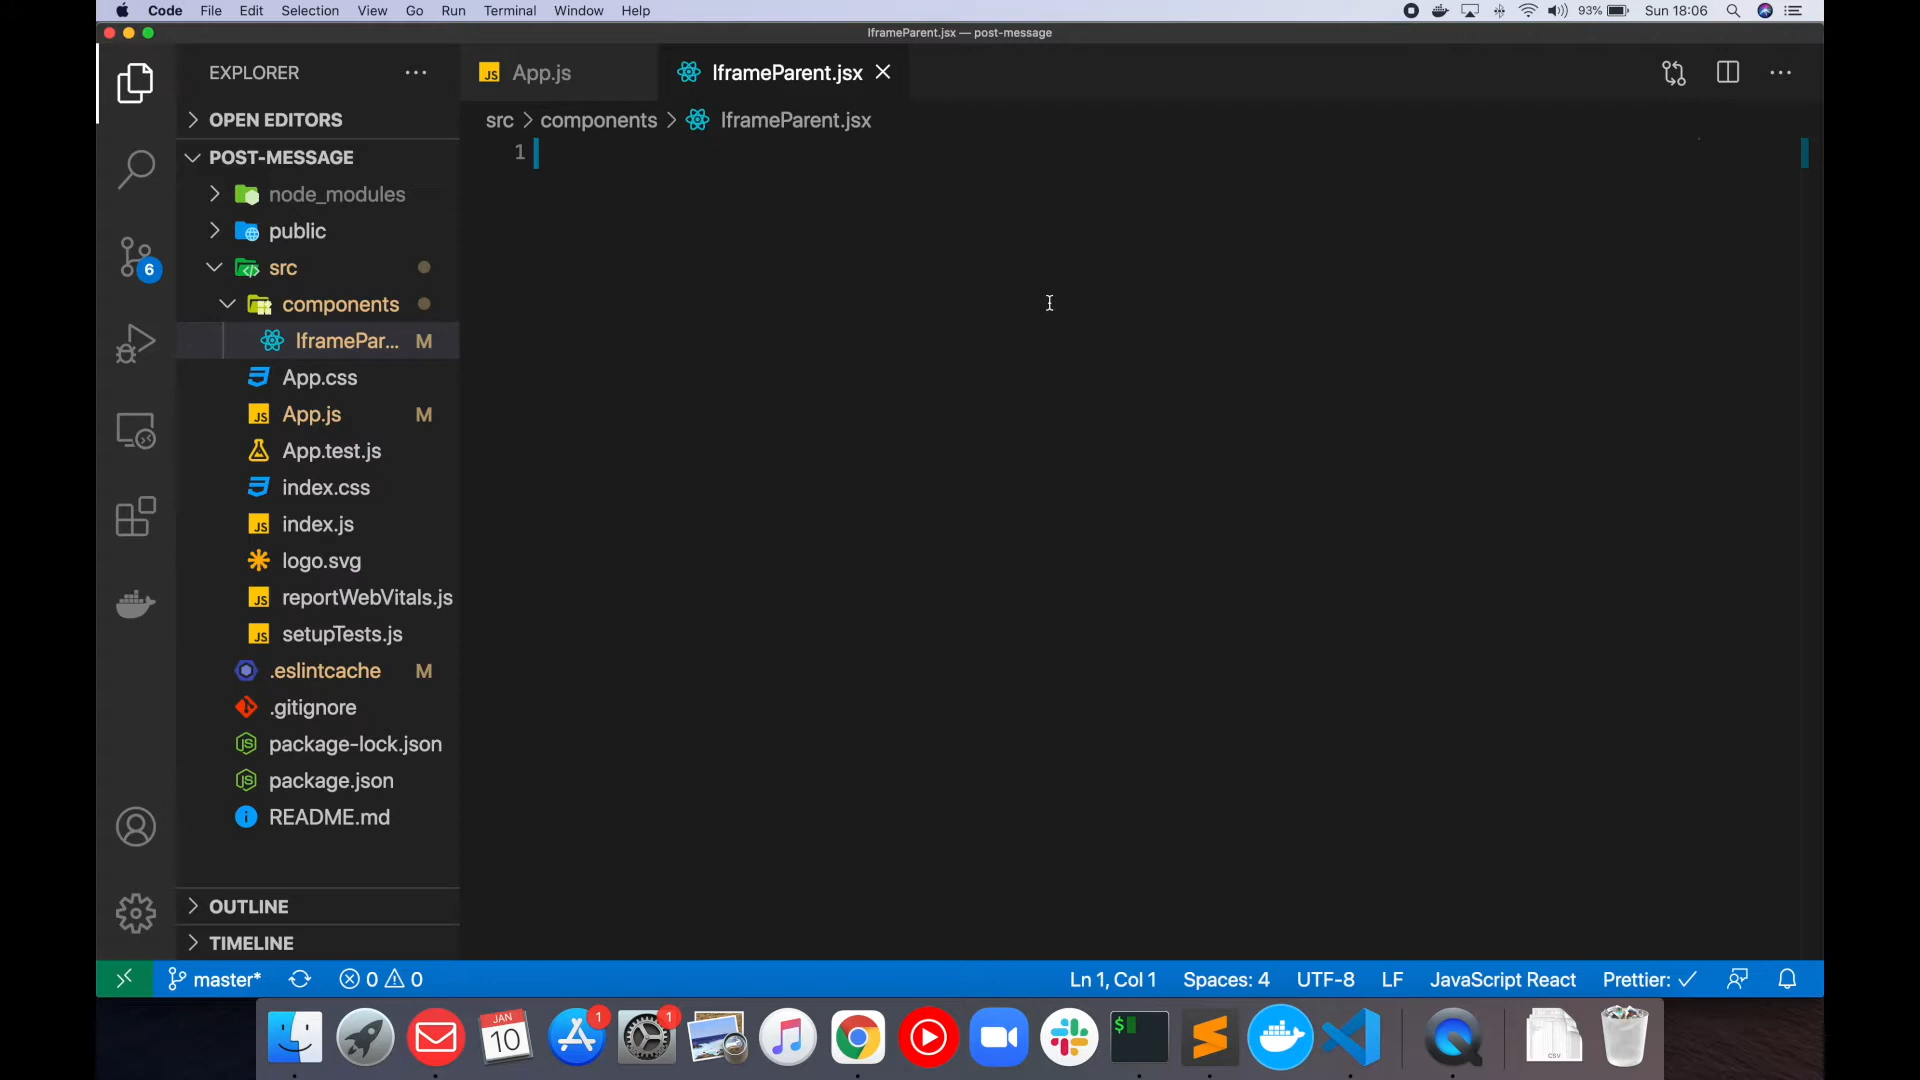 Code File Edit Selection View Go Run Terminal Window Help 93% Sun 18:06
IframeParent.jsx — post-message
EXPLORER
App.js IframeParent.jsx
OPEN EDITORS
src > components > IframeParent.jsx
1
POST-MESSAGE
node_modules
public
src
components
IframePar... M
App.css
App.js M
App.test.js
index.css
index.js
logo.svg
reportWebVitals.js
setupTests.js
.eslintcache M
.gitignore
package-lock.json
package.json
README.md
OUTLINE
TIMELINE
6
master* 0 0 Ln 1, Col 1 Spaces: 4 UTF-8 LF JavaScript React Prettier: ✓
JAN
10
1
1
$
CSV